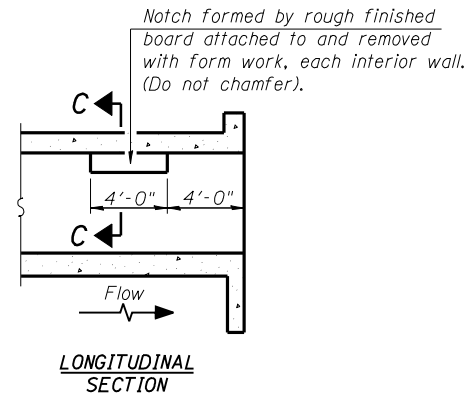 Notch formed by rough finished
board attached to and removed
with form work, each interior wall.
(Do not chamfer).
C
4'-0" 4'-0"
C
Flow
LONGITUDINAL
SECTION